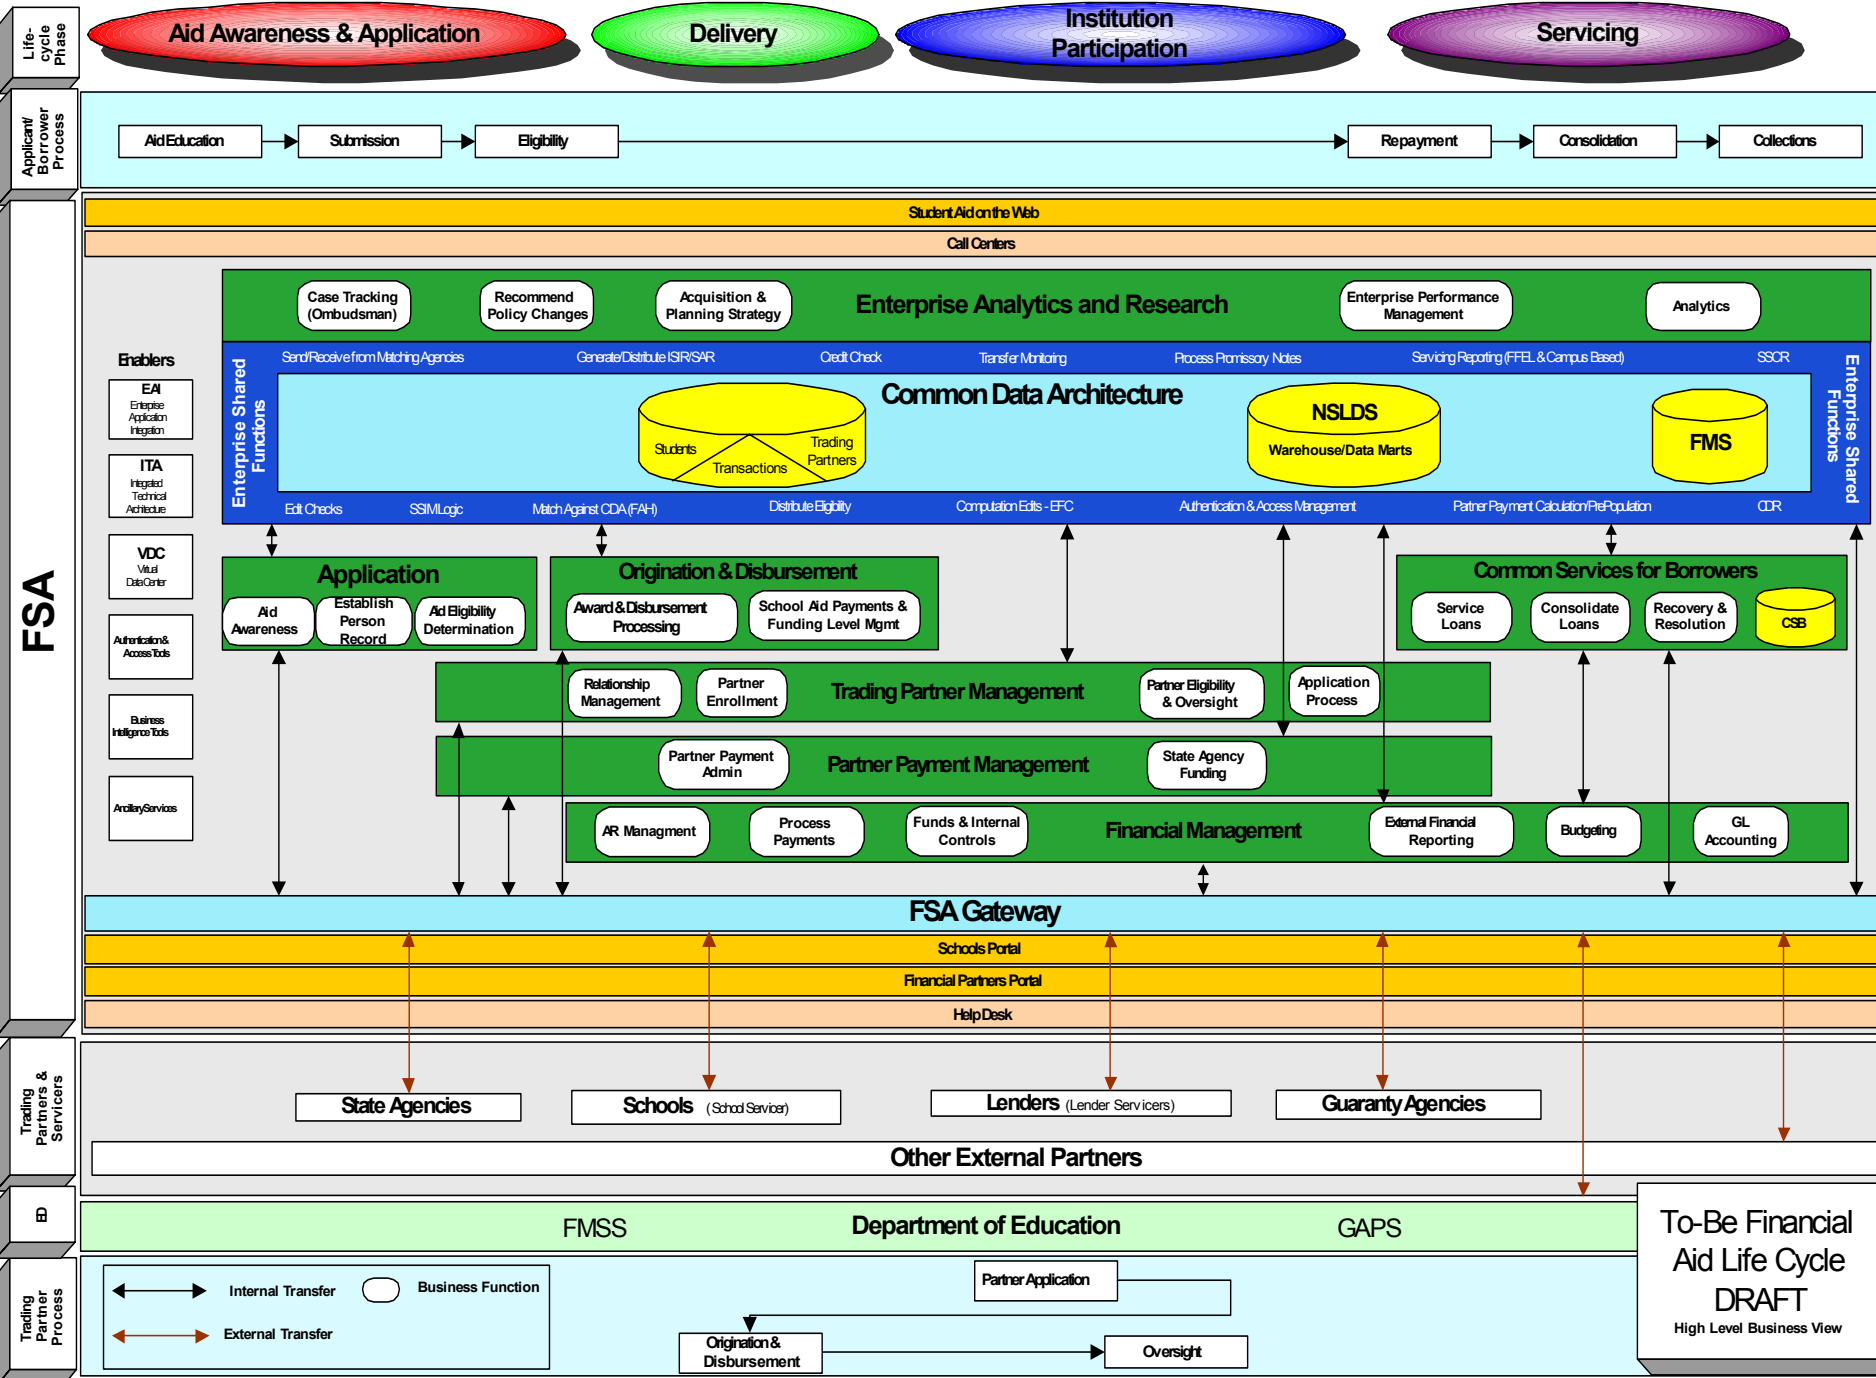 Life-
cycle
Phase
Aid Awareness & Application
Delivery
Institution
Participation
Servicing
Applicant/
Borrower
Process
Aid Education
Submission
Eligibility
Repayment
Consolidation
Collections
FSA
Student Aid on the Web
Call Centers
Case Tracking
(Ombudsman)
Recommend
Policy Changes
Acquisition &
Planning Strategy
Enterprise Analytics and Research
Enterprise Performance
Management
Analytics
Enablers
EAI
Enterprise
Application
Integration
ITA
Integrated
Technical
Architecture
VDC
Virtual
Data Center
Authentication &
Access Tools
Business
Intelligence Tools
Ancillary Services
Enterprise Shared
Functions
Send/Receive from Matching Agencies
Generate/Distribute ISIR/SAR
Credit Check
Transfer Monitoring
Process Promissory Notes
Servicing Reporting (FFEL & Campus Based)
SSCR
Enterprise Shared
Functions
Common Data Architecture
Students
Transactions
Trading
Partners
NSLDS
Warehouse/Data Marts
FMS
Edit Checks
SSIM Logic
Match Against CDA (FAH)
Distribute Eligibility
Computation Edits - EFC
Authentication & Access Management
Partner Payment Calculation/PrePopulation
CDR
Application
Aid
Awareness
Establish
Person
Record
Aid Eligibility
Determination
Origination & Disbursement
Award & Disbursement
Processing
School Aid Payments &
Funding Level Mgmt
Common Services for Borrowers
Service
Loans
Consolidate
Loans
Recovery &
Resolution
CSB
Relationship
Management
Partner
Enrollment
Trading Partner Management
Partner Eligibility
& Oversight
Application
Process
Partner Payment
Admin
Partner Payment Management
State Agency
Funding
AR Managment
Process
Payments
Funds & Internal
Controls
Financial Management
External Financial
Reporting
Budgeting
GL
Accounting
FSA Gateway
Schools Portal
Financial Partners Portal
Help Desk
Trading
Partners &
Servicers
State Agencies
Schools (School Servicer)
Lenders (Lender Servicers)
Guaranty Agencies
Other External Partners
ED
FMSS
Department of Education
GAPS
Trading
Partner
Process
Internal Transfer
Business Function
External Transfer
Partner Application
Origination &
Disbursement
Oversight
To-Be Financial
Aid Life Cycle
DRAFT
High Level Business View